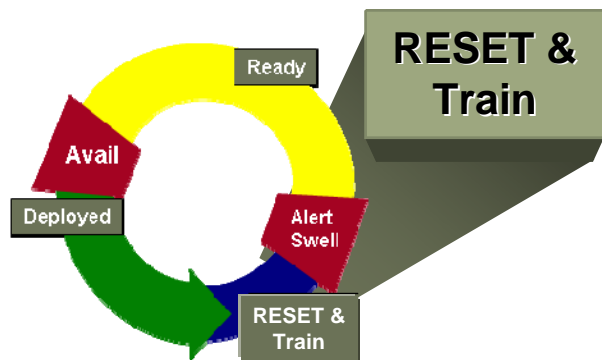 RESET &
Train
Ready
Avail
Deployed
Alert
Swell
RESET &
Train